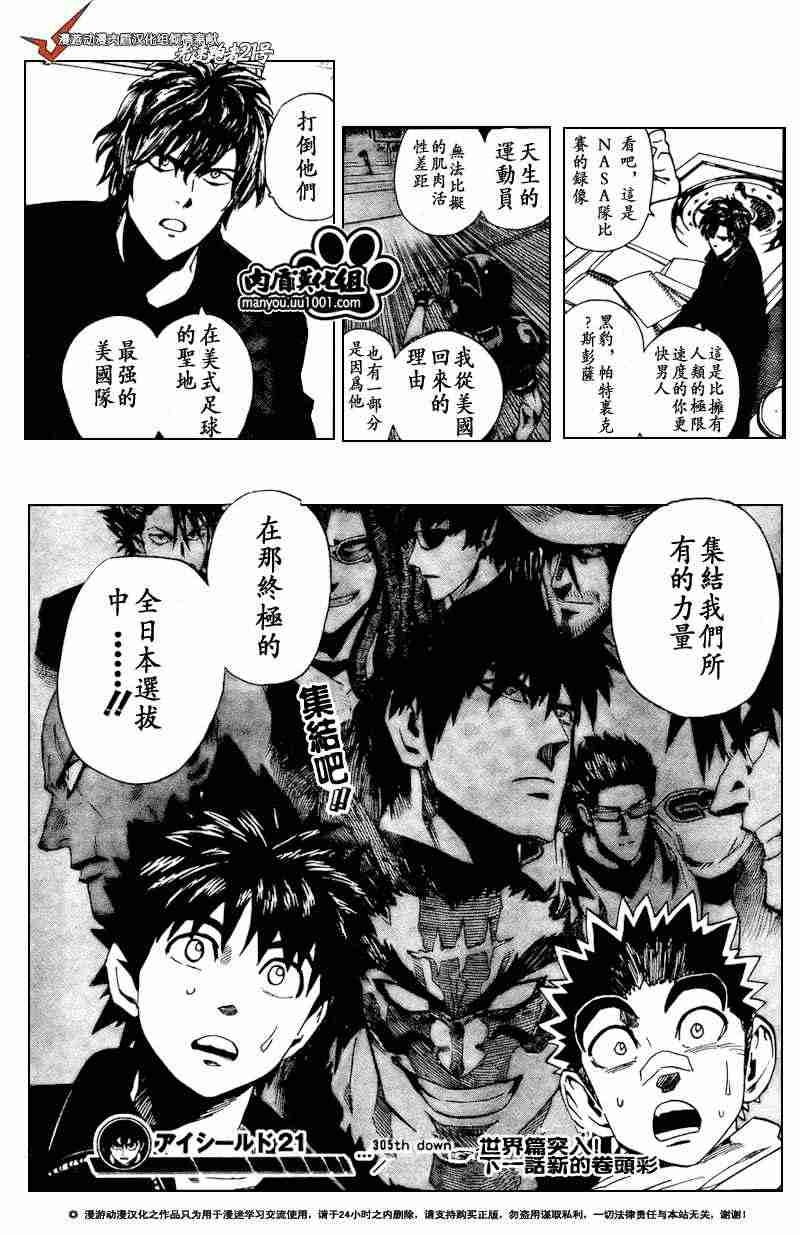 漫游动漫肉盾汉化组倾情奉献
光速蒙面侠21号
看吧，這是
NASA隊比
賽的録像
這是比擁有
人類的極限
速度的你更
快男人
黑豹，帕特裹克
?斯彭薩
天生的
運動員
無法比擬
的肌肉活
性差距
我從美國
回來的
理由
也有一部分
是因爲他
打倒他們
在美式足球
的聖地
最强的
美國隊
肉盾漢化组
manyou.uu1001.com
集結我們所
有的力量
在那終極的
全日本選拔
中……!!
集結吧!!
アイシールド21
305th down
世界篇突入!
下一話新的卷頭彩
漫游动漫汉化之作品只为用于漫迷学习交流使用，请于24小时之内删除，请支持购买正版，勿盗用谋取私利，一切法律责任与本站无关，谢谢！